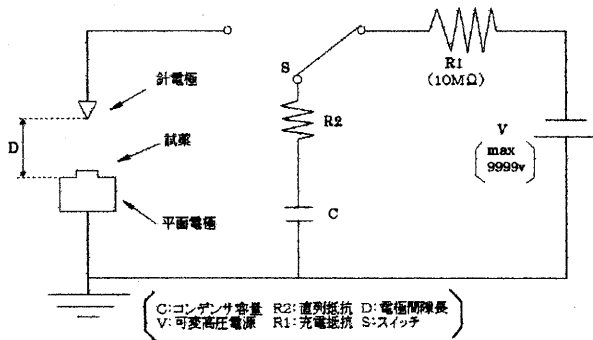 針電極
試薬
平面電極
D
S
R2
C
R1
(10MΩ)
V
max
9999v
C:コンデンサ容量 R2:直列抵抗 D:電極間隙長
V:可変高圧電源 R1:充電抵抗 S:スイッチ